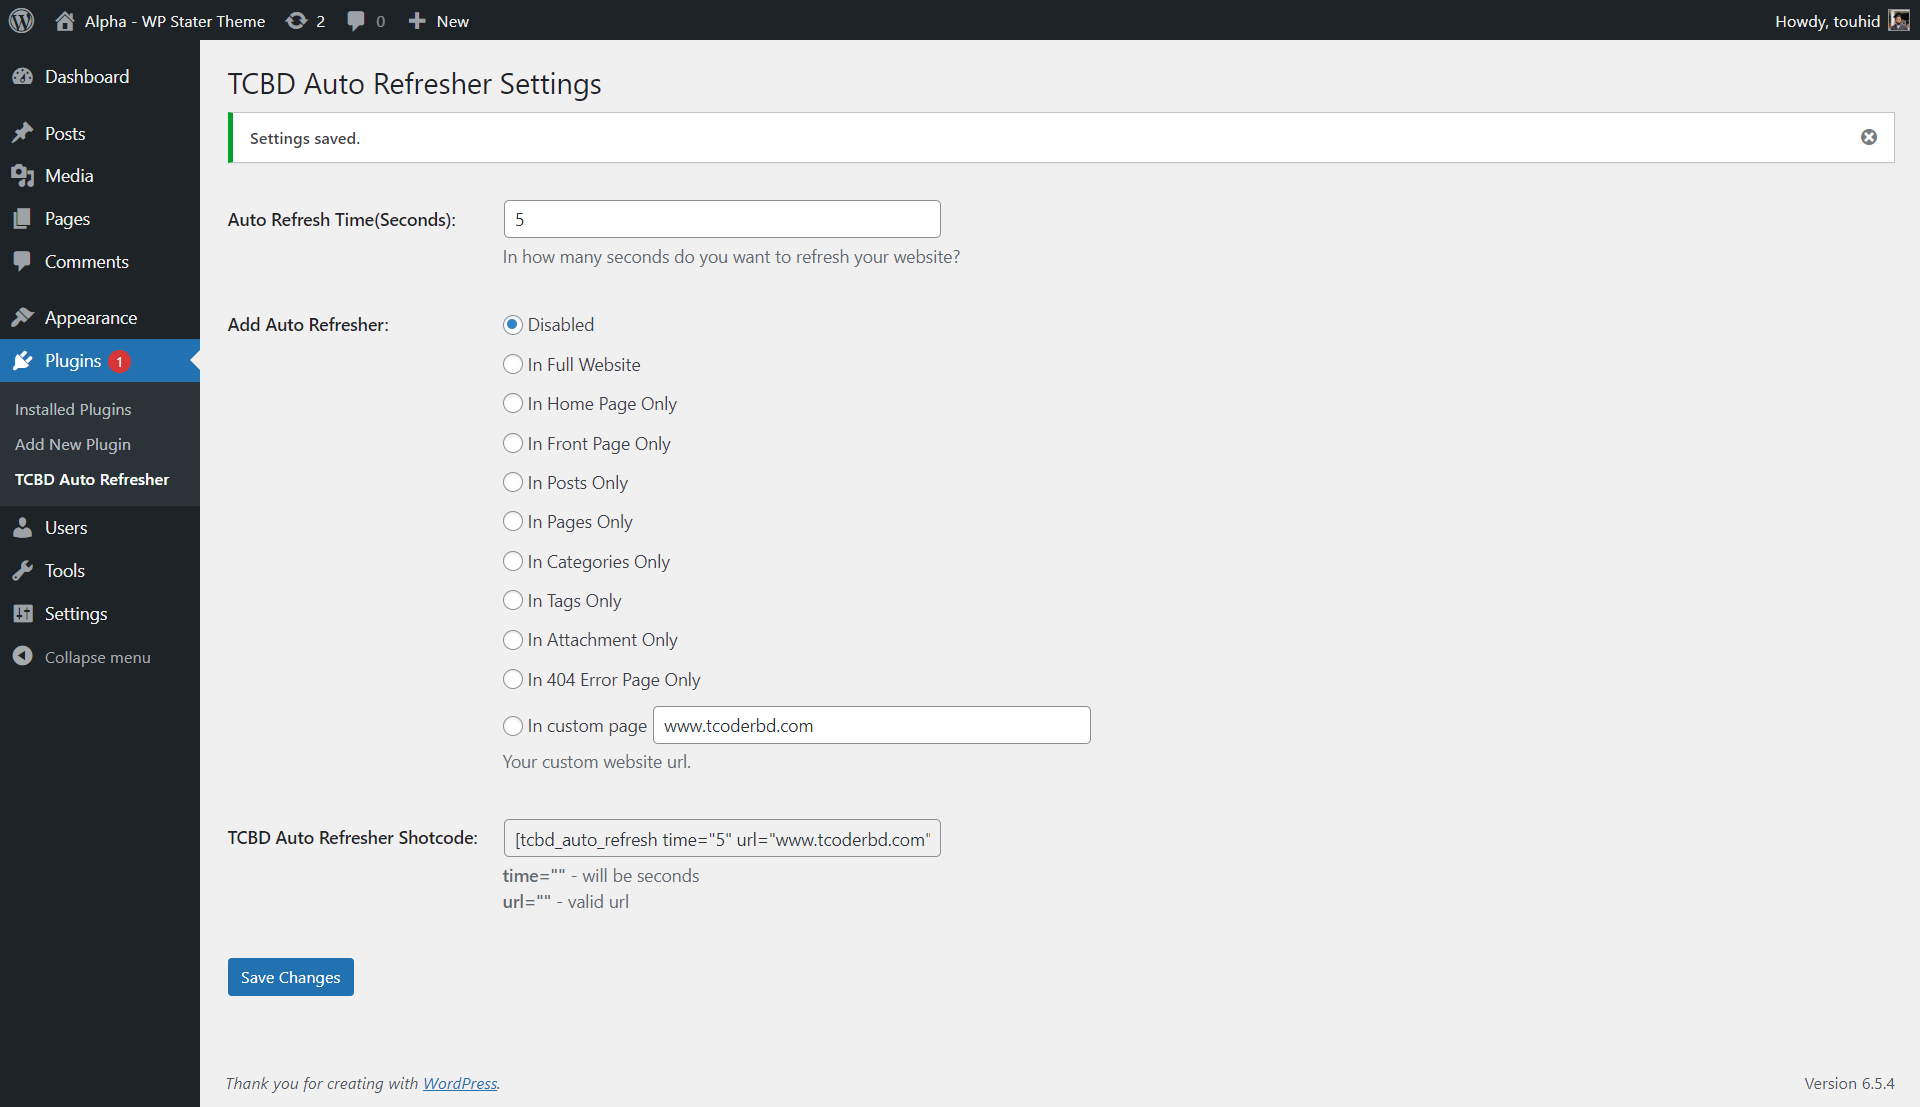 Alpha - WP Stater Theme 2 0 New Howdy, touhid
Dashboard
Posts
Media
Pages
Comments
Appearance
Plugins 1
Installed Plugins
Add New Plugin
TCBD Auto Refresher
Users
Tools
Settings
Collapse menu
TCBD Auto Refresher Settings
Settings saved.
Auto Refresh Time(Seconds): 5
In how many seconds do you want to refresh your website?
Add Auto Refresher: Disabled
In Full Website
In Home Page Only
In Front Page Only
In Posts Only
In Pages Only
In Categories Only
In Tags Only
In Attachment Only
In 404 Error Page Only
In custom page www.tcoderbd.com
Your custom website url.
TCBD Auto Refresher Shotcode: [tcbd_auto_refresh time="5" url="www.tcoderbd.com"
time="" - will be seconds
url="" - valid url
Save Changes
Thank you for creating with WordPress. Version 6.5.4